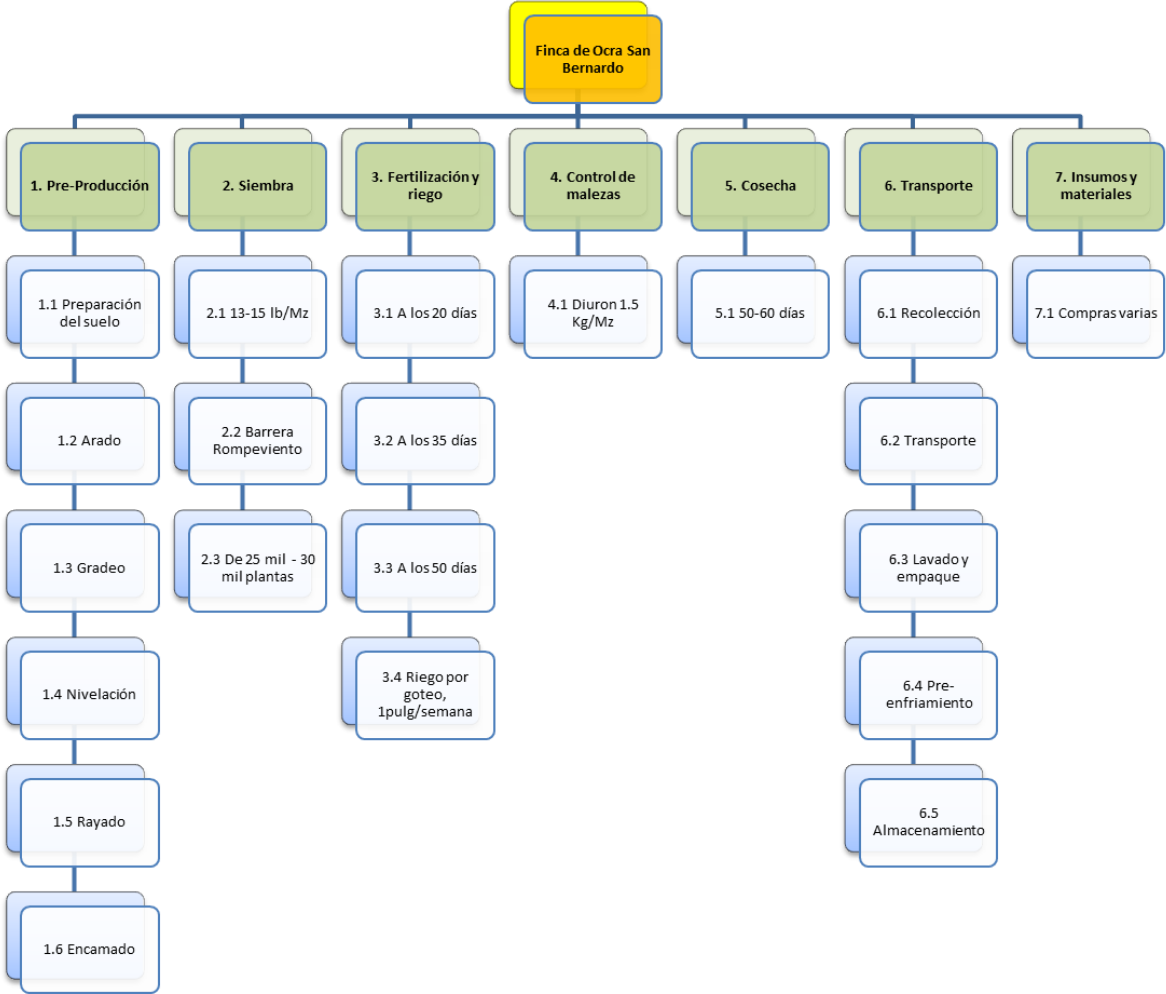 Finca de Ocra San
Bernardo
1. Pre-Producción
2. Siembra
3. Fertilización y
riego
4. Control de
malezas
5. Cosecha
6. Transporte
7. Insumos y
materiales
1.1 Preparación
del suelo
2.1 13-15 lb/Mz
3.1 A los 20 días
4.1 Diuron 1.5
Kg/Mz
5.1 50-60 días
6.1 Recolección
7.1 Compras varias
1.2 Arado
2.2 Barrera
Rompeviento
3.2 A los 35 días
6.2 Transporte
1.3 Gradeo
2.3 De 25 mil - 30
mil plantas
3.3 A los 50 días
6.3 Lavado y
empaque
1.4 Nivelación
3.4 Riego por
goteo,
1pulg/semana
6.4 Pre-
enfriamiento
1.5 Rayado
6.5
Almacenamiento
1.6 Encamado